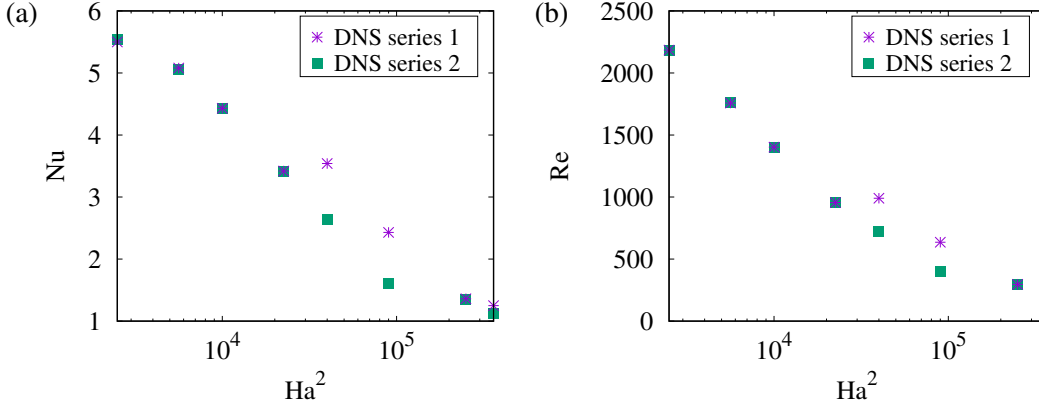 (a)
Nu
6
5
4
3
2
1
DNS series 1
DNS series 2
10^4
10^5
Ha^2
(b)
Re
2500
2000
1500
1000
500
0
DNS series 1
DNS series 2
10^4
10^5
Ha^2